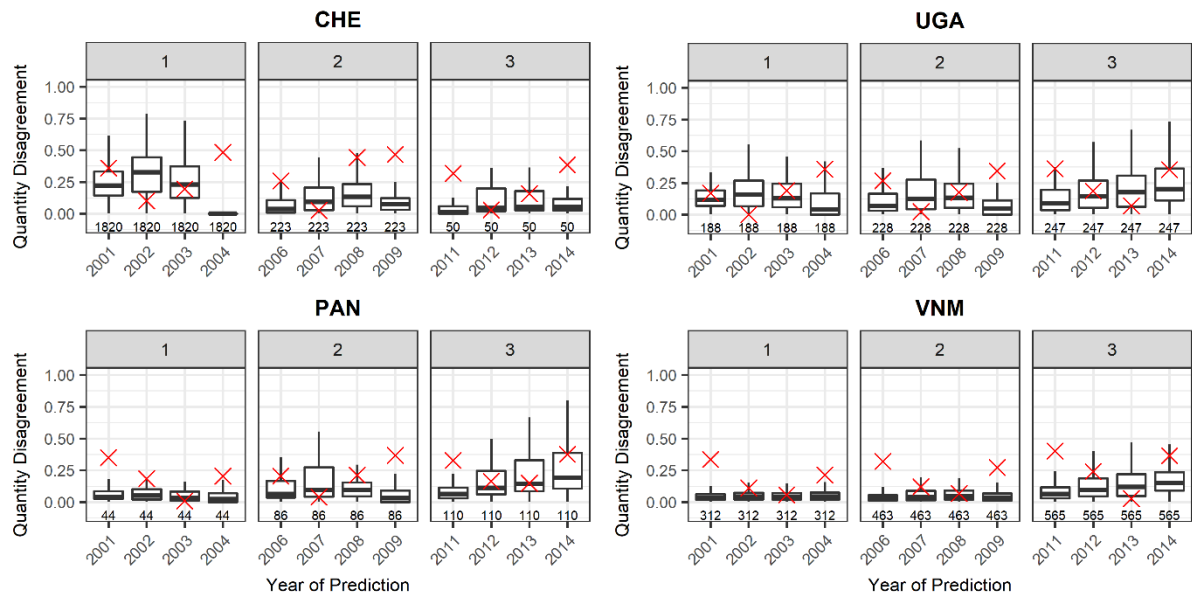 CHE
1 2 3
Quantity Disagreement
1.00
0.75
0.50
0.25
0.00
1820 1820 1820 1820 223 223 223 223 50 50 50 50
2001 2002 2003 2004 2006 2007 2008 2009 2011 2012 2013 2014
UGA
1 2 3
Quantity Disagreement
1.00
0.75
0.50
0.25
0.00
188 188 188 188 228 228 228 228 247 247 247 247
2001 2002 2003 2004 2006 2007 2008 2009 2011 2012 2013 2014
PAN
1 2 3
Quantity Disagreement
1.00
0.75
0.50
0.25
0.00
44 44 44 44 86 86 86 86 110 110 110 110
2001 2002 2003 2004 2006 2007 2008 2009 2011 2012 2013 2014
Year of Prediction
VNM
1 2 3
Quantity Disagreement
1.00
0.75
0.50
0.25
0.00
312 312 312 312 463 463 463 463 565 565 565 565
2001 2002 2003 2004 2006 2007 2008 2009 2011 2012 2013 2014
Year of Prediction